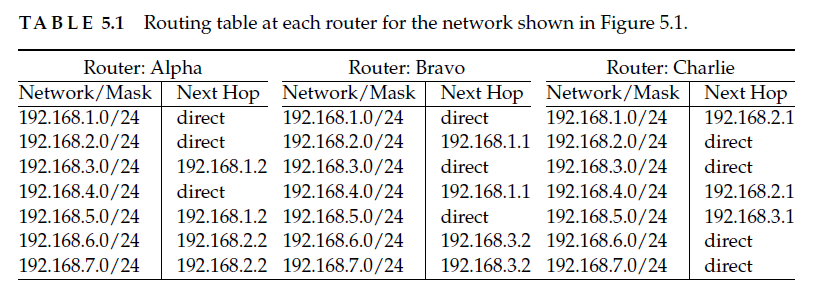 TABLE 5.1 Routing table at each router for the network shown in Figure 5.1.
Router: Alpha Router: Bravo Router: Charlie
Network/Mask Next Hop Network/Mask Next Hop Network/Mask Next Hop
192.168.1.0/24 direct 192.168.1.0/24 direct 192.168.1.0/24 192.168.2.1
192.168.2.0/24 direct 192.168.2.0/24 192.168.1.1 192.168.2.0/24 direct
192.168.3.0/24 192.168.1.2 192.168.3.0/24 direct 192.168.3.0/24 direct
192.168.4.0/24 direct 192.168.4.0/24 192.168.1.1 192.168.4.0/24 192.168.2.1
192.168.5.0/24 192.168.1.2 192.168.5.0/24 direct 192.168.5.0/24 192.168.3.1
192.168.6.0/24 192.168.2.2 192.168.6.0/24 192.168.3.2 192.168.6.0/24 direct
192.168.7.0/24 192.168.2.2 192.168.7.0/24 192.168.3.2 192.168.7.0/24 direct